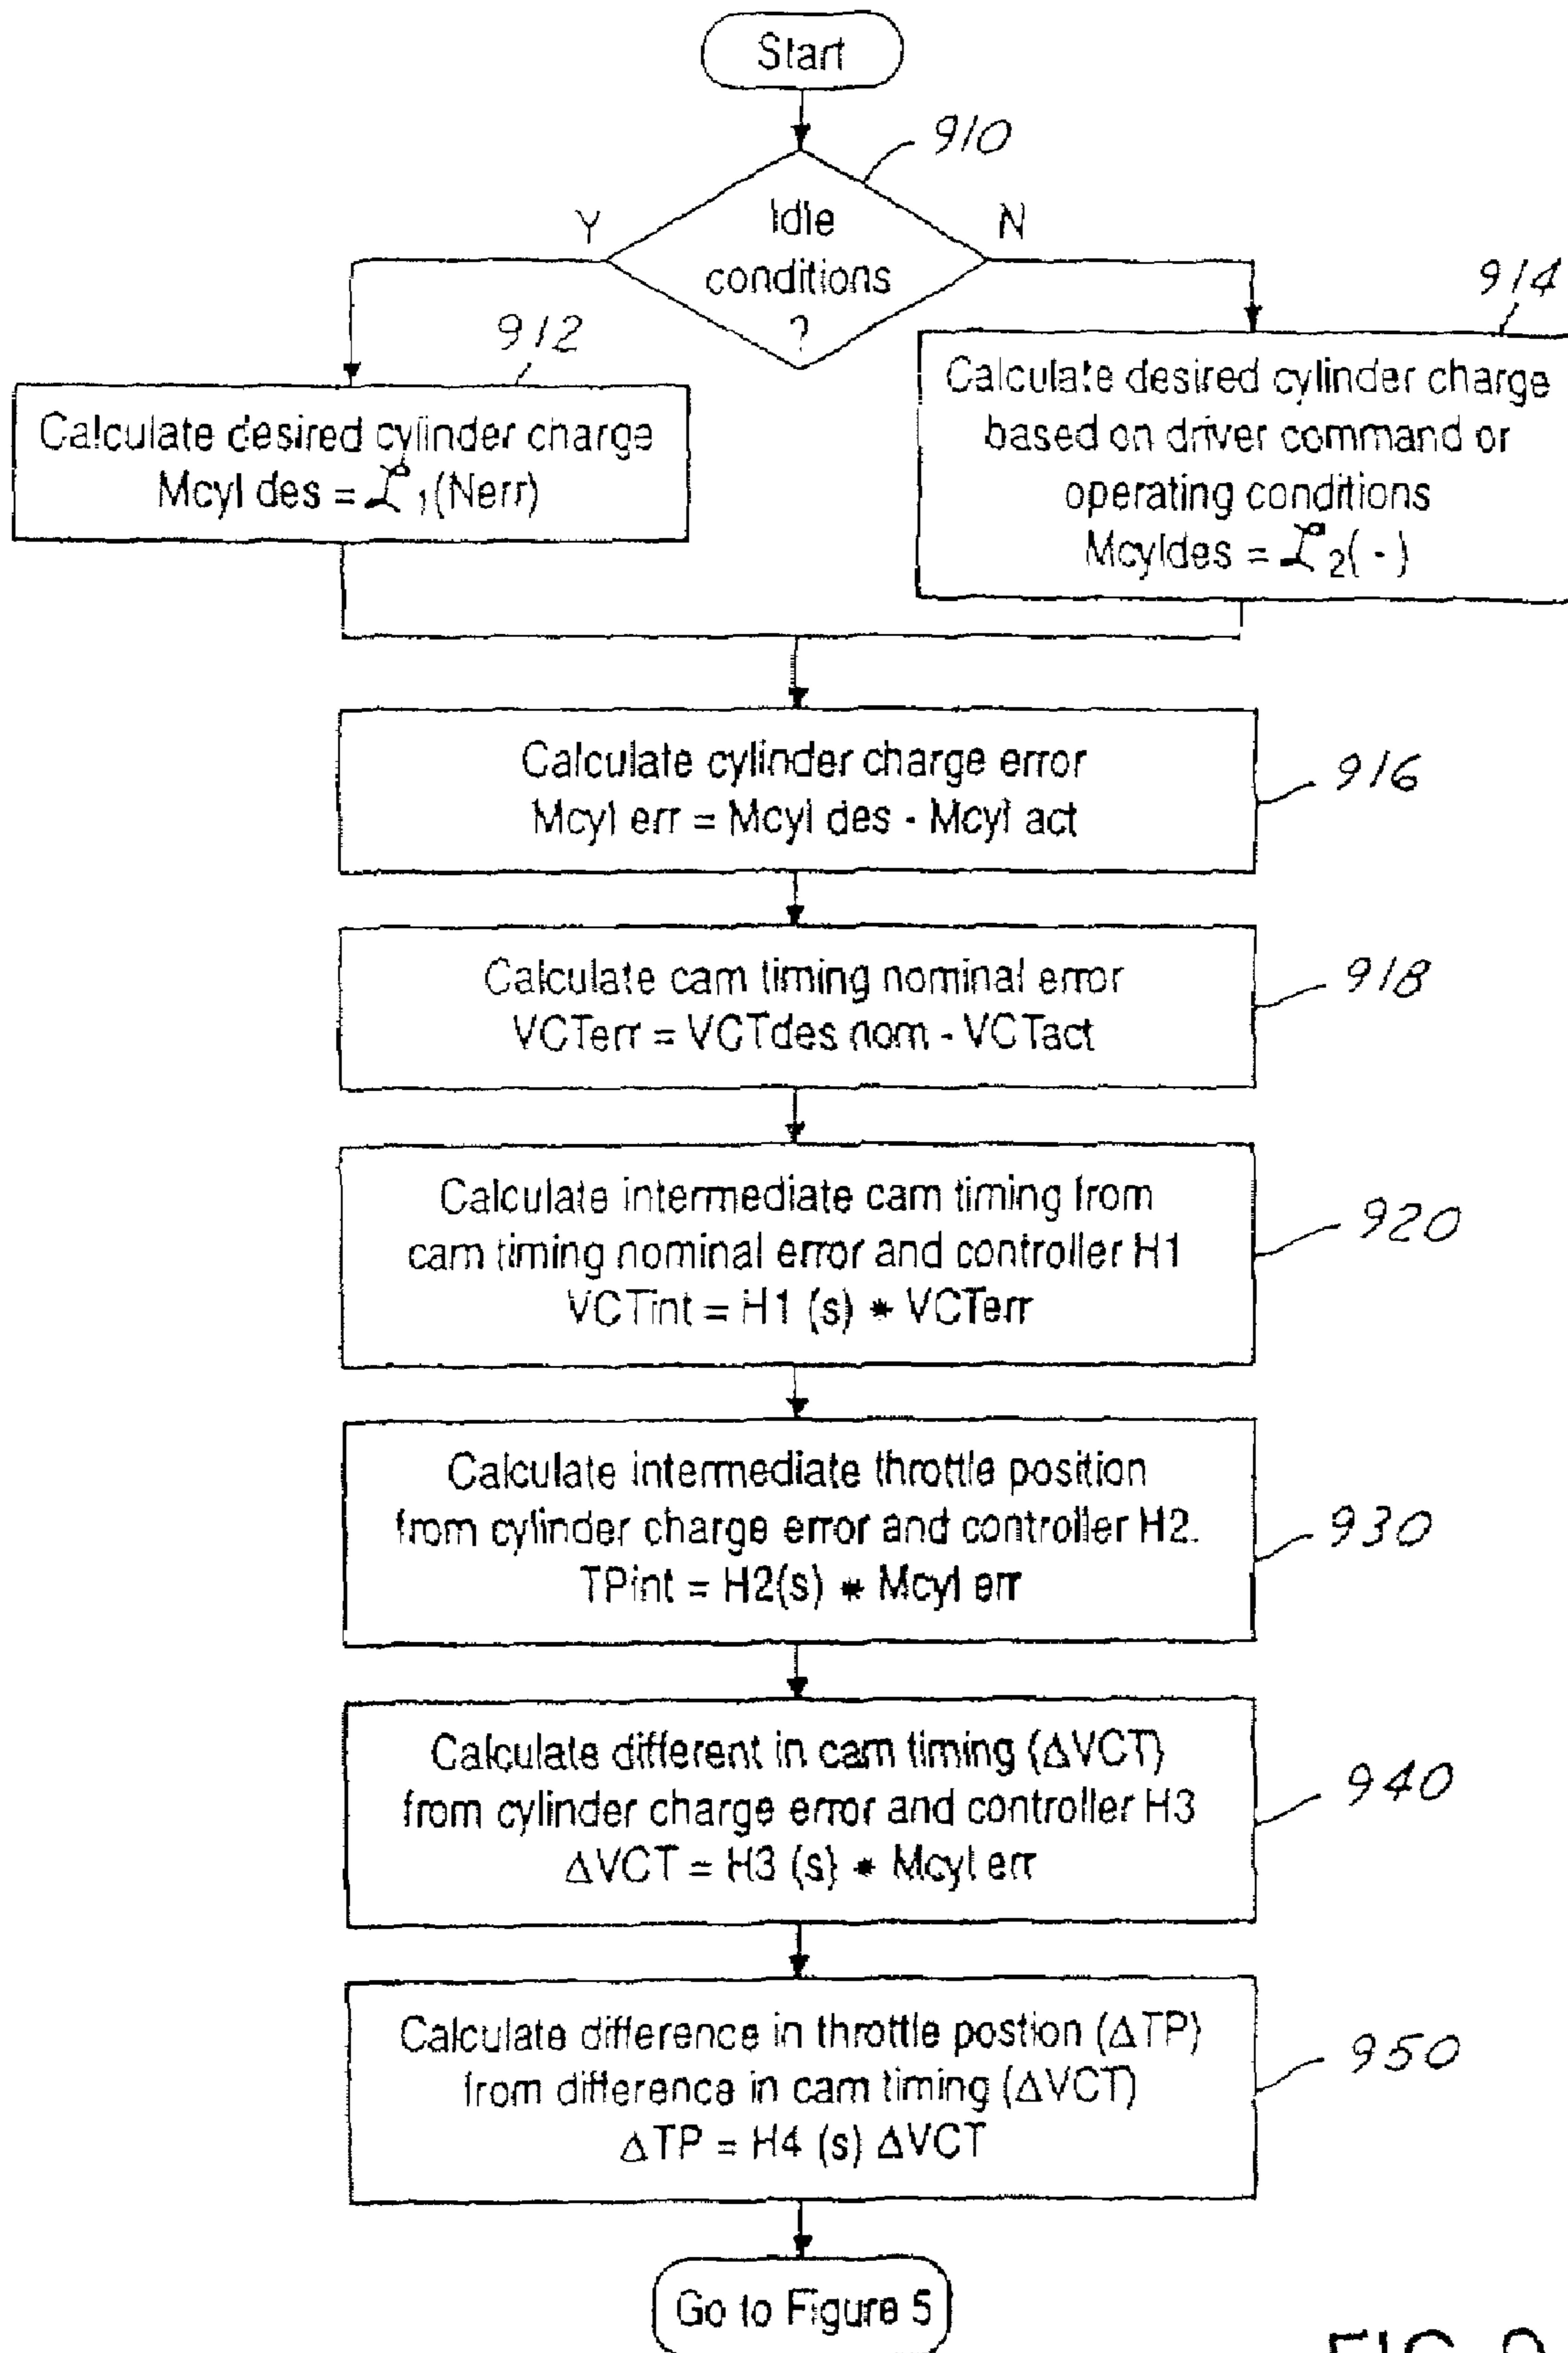 Start
910
Y
Idle
conditions
?
N
912
914
Calculate desired cylinder charge
Mcyl des = ℒ1(Nerr)
Calculate desired cylinder charge
based on driver command or
operating conditions
Mcyldes = ℒ2( - )
Calculate cylinder charge error
Mcyl err = Mcyl des - Mcyl act
916
Calculate cam timing nominal error
VCTerr = VCTdes nom - VCTact
918
Calculate intermediate cam timing from
cam timing nominal error and controller H1
VCTint = H1 (s) * VCTerr
920
Calculate intermediate throttle position
from cylinder charge error and controller H2.
TPint = H2(s) * Mcyl err
930
Calculate different in cam timing (ΔVCT)
from cylinder charge error and controller H3
ΔVCT = H3 (s) * Mcyl err
940
Calculate difference in throttle postion (ΔTP)
from difference in cam timing (ΔVCT)
ΔTP = H4 (s) ΔVCT
950
Go to Figure 5